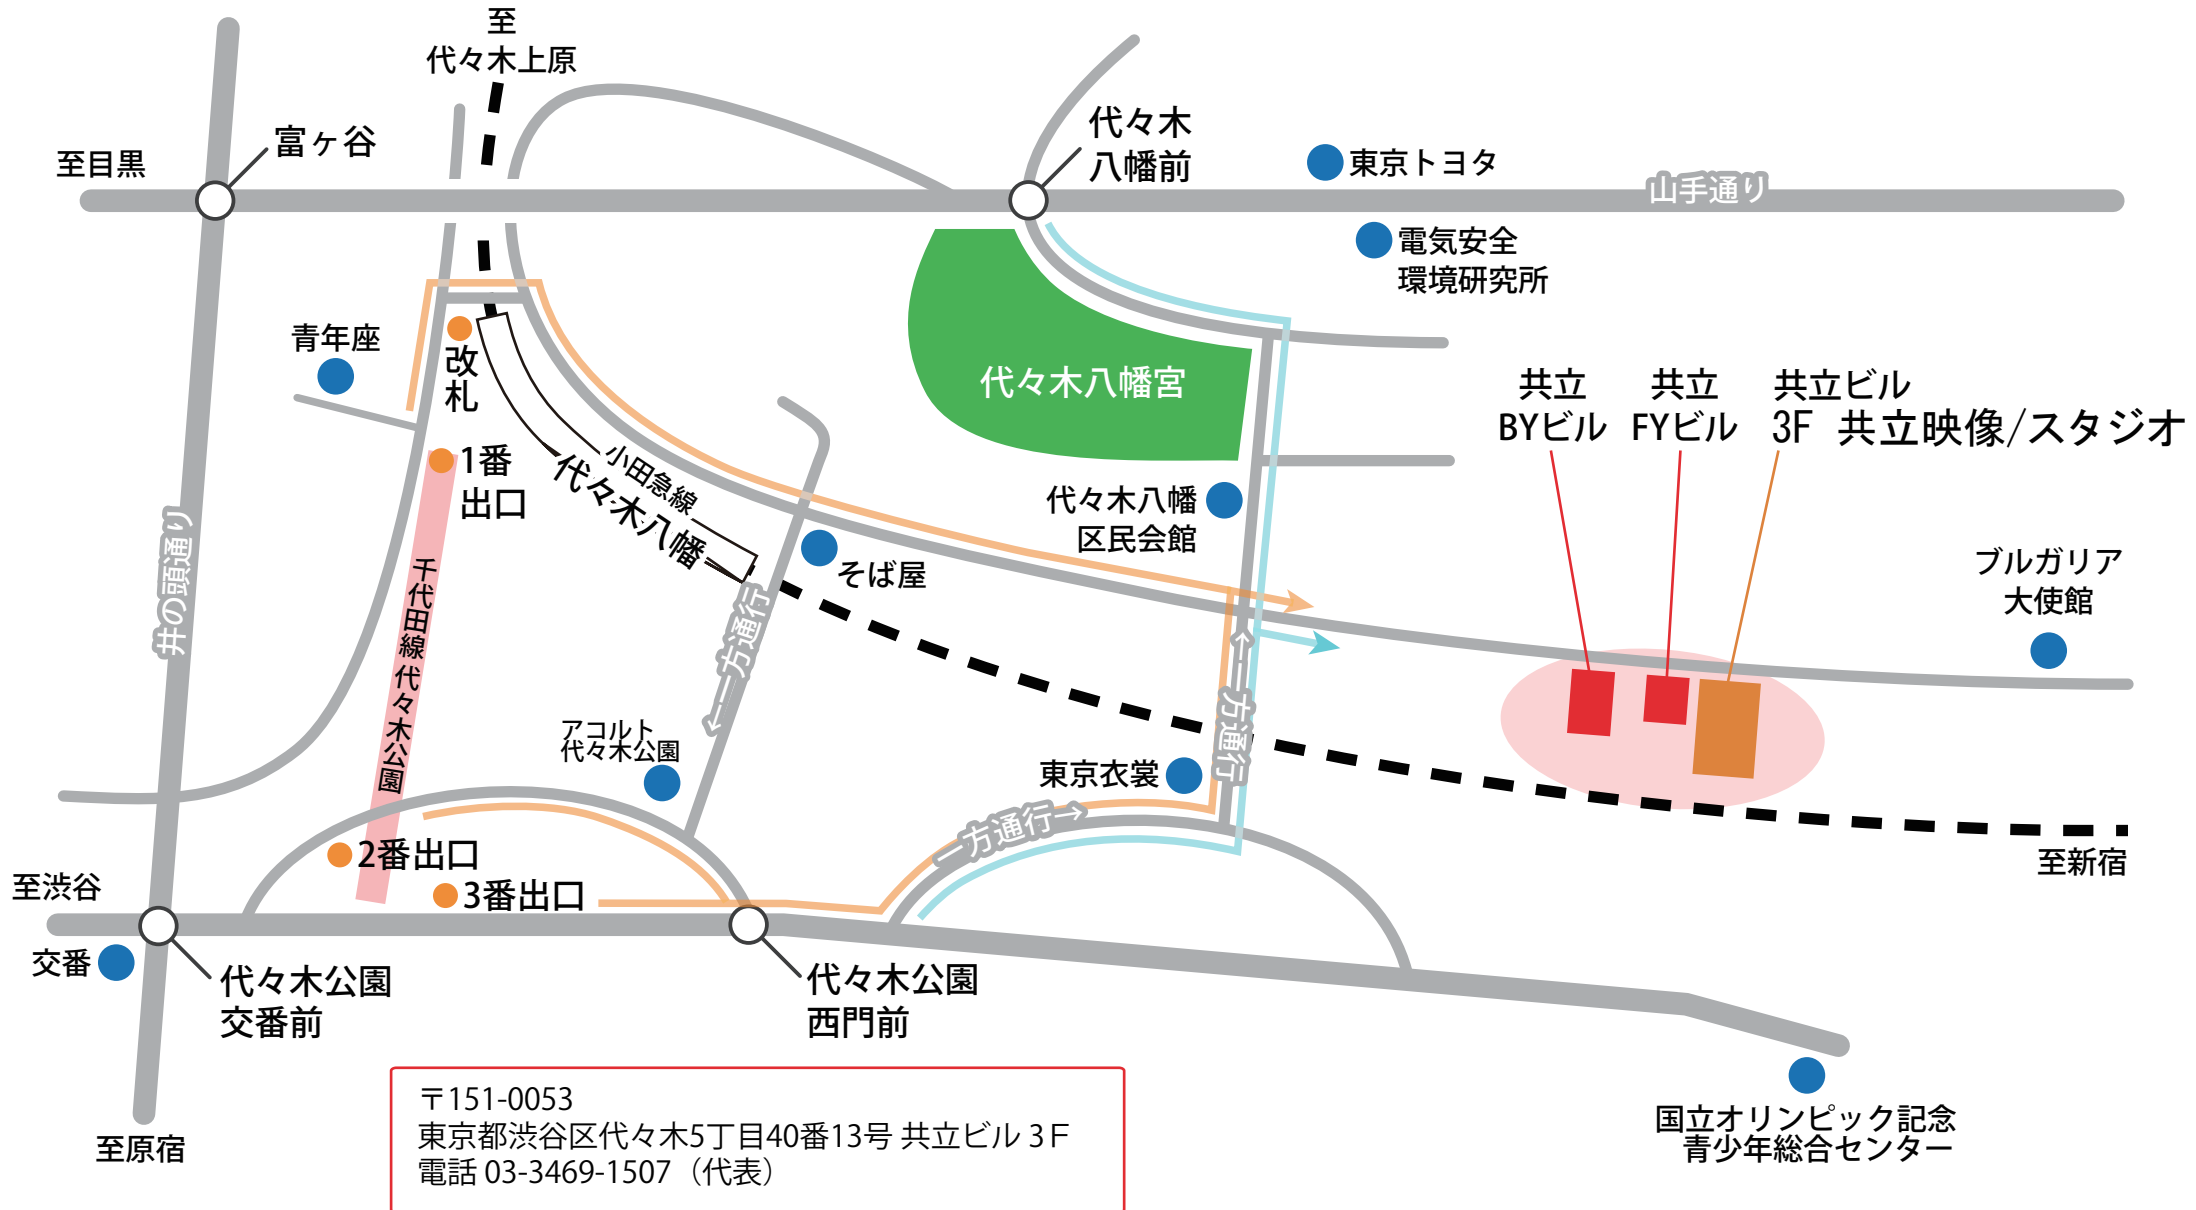 至
代々木上原
富ヶ谷
至目黒
代々木
八幡前
東京トヨタ
山手通り
電気安全
環境研究所
青年座
改
札
代々木八幡宮
共立
BYビル
共立
FYビル
共立ビル
3F 共立映像/スタジオ
1番
出口
小田急線
代々木八幡
代々木八幡
区民会館
そば屋
ブルガリア
大使館
井の頭通り
千代田線 代々木公園
←一方通行
←一方通行
アコルト
代々木公園
東京衣裳
一方通行→
2番出口
3番出口
至新宿
至渋谷
交番
代々木公園
交番前
代々木公園
西門前
至原宿
〒151-0053
東京都渋谷区代々木5丁目40番13号 共立ビル 3F
電話 03-3469-1507（代表）
国立オリンピック記念
青少年総合センター